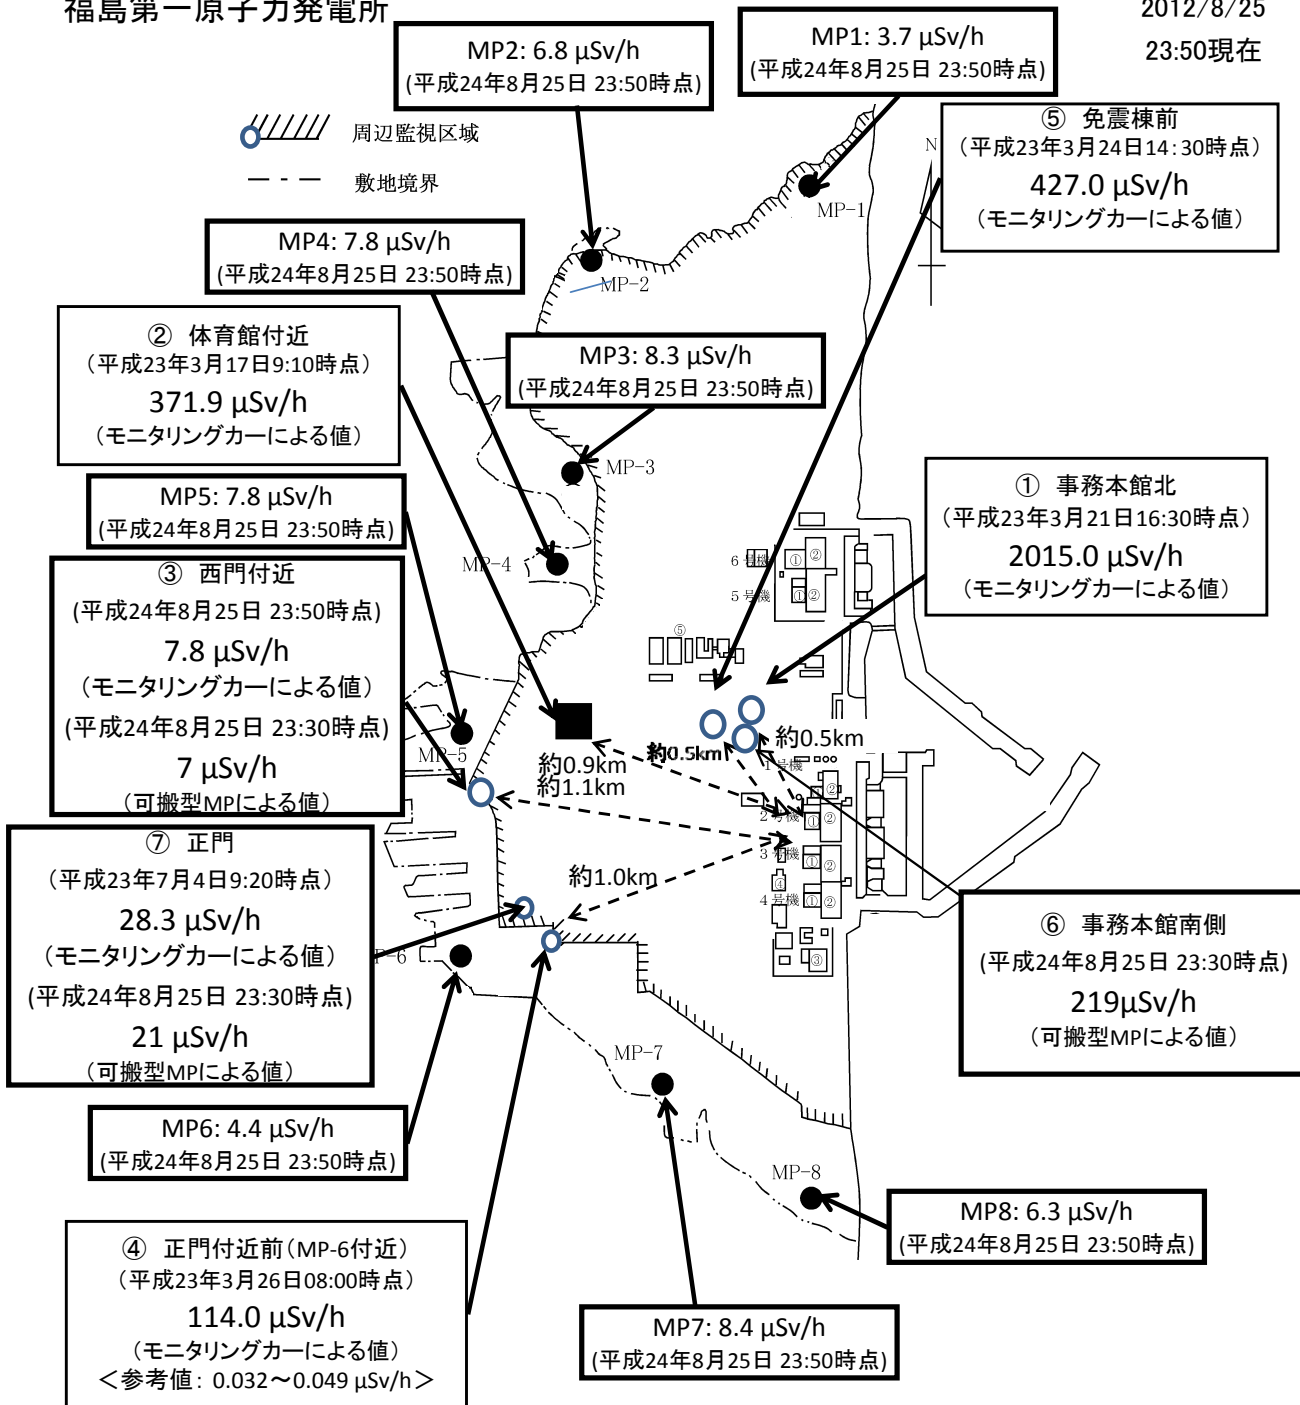 福島第一原子力発電所
2012/8/25
23:50現在
MP2: 6.8 μSv/h
(平成24年8月25日 23:50時点)
MP1: 3.7 μSv/h
(平成24年8月25日 23:50時点)
周辺監視区域
敷地境界
⑤ 免震棟前
(平成23年3月24日14:30時点)
427.0 μSv/h
(モニタリングカーによる値)
N
MP-1
MP4: 7.8 μSv/h
(平成24年8月25日 23:50時点)
MP-2
② 体育館付近
(平成23年3月17日9:10時点)
371.9 μSv/h
(モニタリングカーによる値)
MP3: 8.3 μSv/h
(平成24年8月25日 23:50時点)
MP-3
MP5: 7.8 μSv/h
(平成24年8月25日 23:50時点)
① 事務本館北
(平成23年3月21日16:30時点)
2015.0 μSv/h
(モニタリングカーによる値)
MP-4
6号機
① ②
5号機
① ②
③ 西門付近
(平成24年8月25日 23:50時点)
7.8 μSv/h
(モニタリングカーによる値)
(平成24年8月25日 23:30時点)
7 μSv/h
(可搬型MPによる値)
⑤
MP-5
約0.9km
約1.1km
約0.5km
約0.5km
1号機
②
2号機
① ②
3号機
① ②
④
4号機
① ②
③
約1.0km
⑦ 正門
(平成23年7月4日9:20時点)
28.3 μSv/h
(モニタリングカーによる値)
(平成24年8月25日 23:30時点)
21 μSv/h
(可搬型MPによる値)
P-6
⑥ 事務本館南側
(平成24年8月25日 23:30時点)
219μSv/h
(可搬型MPによる値)
MP-7
MP6: 4.4 μSv/h
(平成24年8月25日 23:50時点)
MP-8
MP8: 6.3 μSv/h
(平成24年8月25日 23:50時点)
④ 正門付近前(MP-6付近)
(平成23年3月26日08:00時点)
114.0 μSv/h
(モニタリングカーによる値)
<参考値: 0.032～0.049 μSv/h>
MP7: 8.4 μSv/h
(平成24年8月25日 23:50時点)